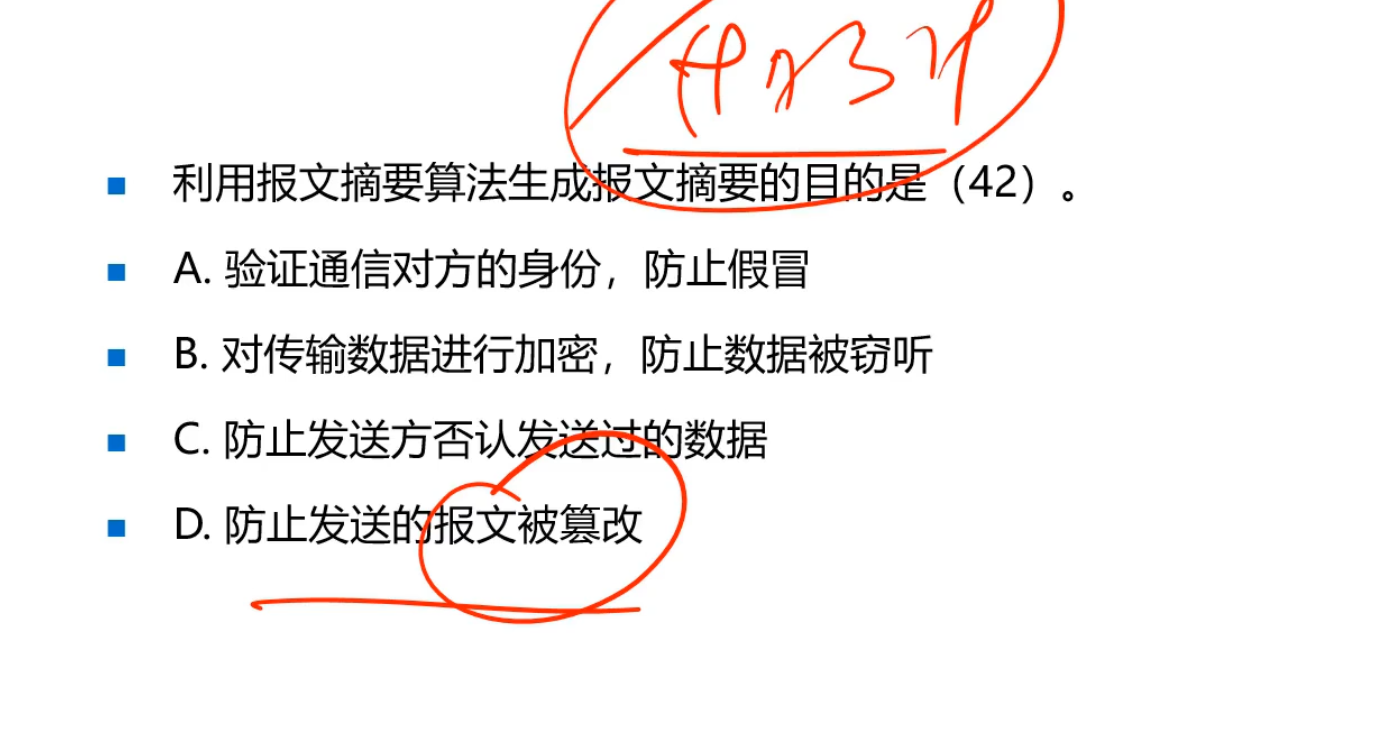 利用报文摘要算法生成报文摘要的目的是（42）。
A. 验证通信对方的身份，防止假冒
B. 对传输数据进行加密，防止数据被窃听
C. 防止发送方否认发送过的数据
D. 防止发送的报文被篡改